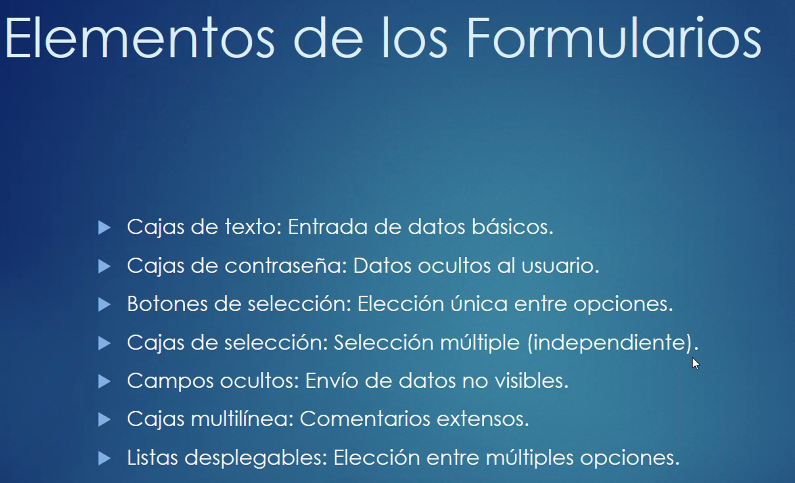 Elementos de los Formularios
Cajas de texto: Entrada de datos básicos.
Cajas de contraseña: Datos ocultos al usuario.
Botones de selección: Elección única entre opciones.
Cajas de selección: Selección múltiple (independiente).
Campos ocultos: Envío de datos no visibles.
Cajas multilínea: Comentarios extensos.
Listas desplegables: Elección entre múltiples opciones.